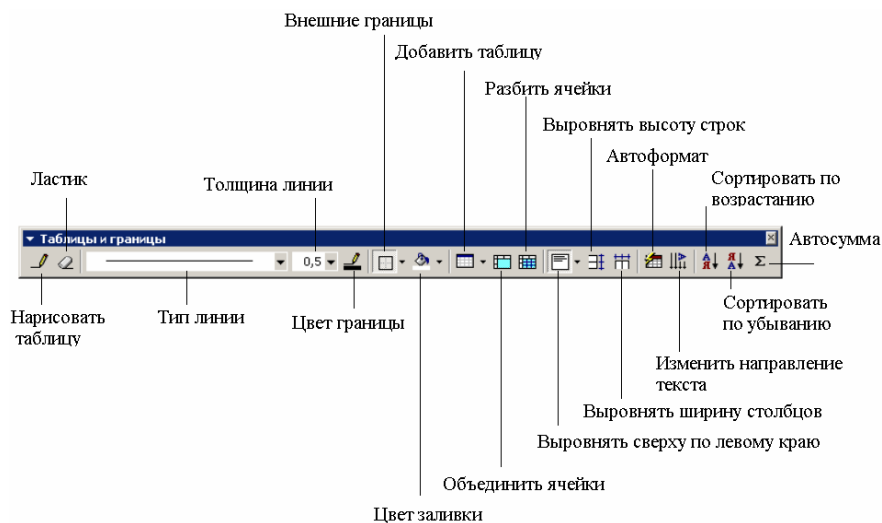 Внешние границы
Добавить таблицу
Разбить ячейки
Выровнять высоту строк
Автоформат
Ластик
Толщина линии
Сортировать по
возрастанию
Автосумма
Таблицы и границы
0,5
А
Я
Я
А
Σ
Нарисовать
таблицу
Тип линии
Цвет границы
Сортировать
по убыванию
Изменить направление
текста
Выровнять ширину столбцов
Выровнять сверху по левому краю
Объединить ячейки
Цвет заливки